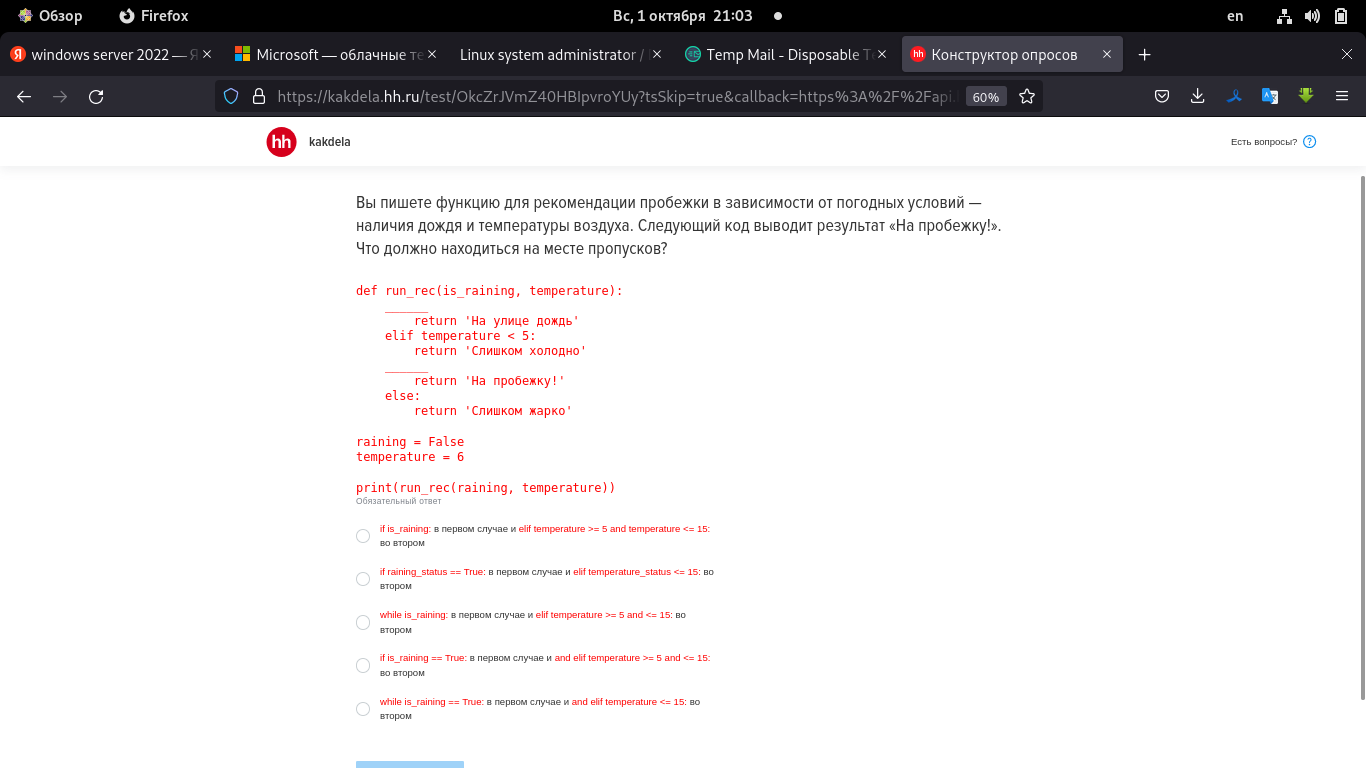 Обзор
Firefox
Вс, 1 октября 21:03
en
windows server 2022 — Я
Microsoft — облачные те
Linux system administrator /
Temp Mail - Disposable T
Конструктор опросов
https://kakdela.hh.ru/test/OkcZrJVmZ40HBIpvroYUy?tsSkip=true&callback=https%3A%2F%2Fapi.
60%
hh kakdela
Есть вопросы?
Вы пишете функцию для рекомендации пробежки в зависимости от погодных условий —
наличия дождя и температуры воздуха. Следующий код выводит результат «На пробежку!».
Что должно находиться на месте пропусков?
def run_rec(is_raining, temperature):
______
return 'На улице дождь'
elif temperature < 5:
return 'Слишком холодно'
______
return 'На пробежку!'
else:
return 'Слишком жарко'
raining = False
temperature = 6
print(run_rec(raining, temperature))
Обязательный ответ
if is_raining: в первом случае и elif temperature >= 5 and temperature <= 15:
во втором
if raining_status == True: в первом случае и elif temperature_status <= 15: во
втором
while is_raining: в первом случае и elif temperature >= 5 and <= 15: во
втором
if is_raining == True: в первом случае и and elif temperature >= 5 and <= 15:
во втором
while is_raining == True: в первом случае и and elif temperature <= 15: во
втором